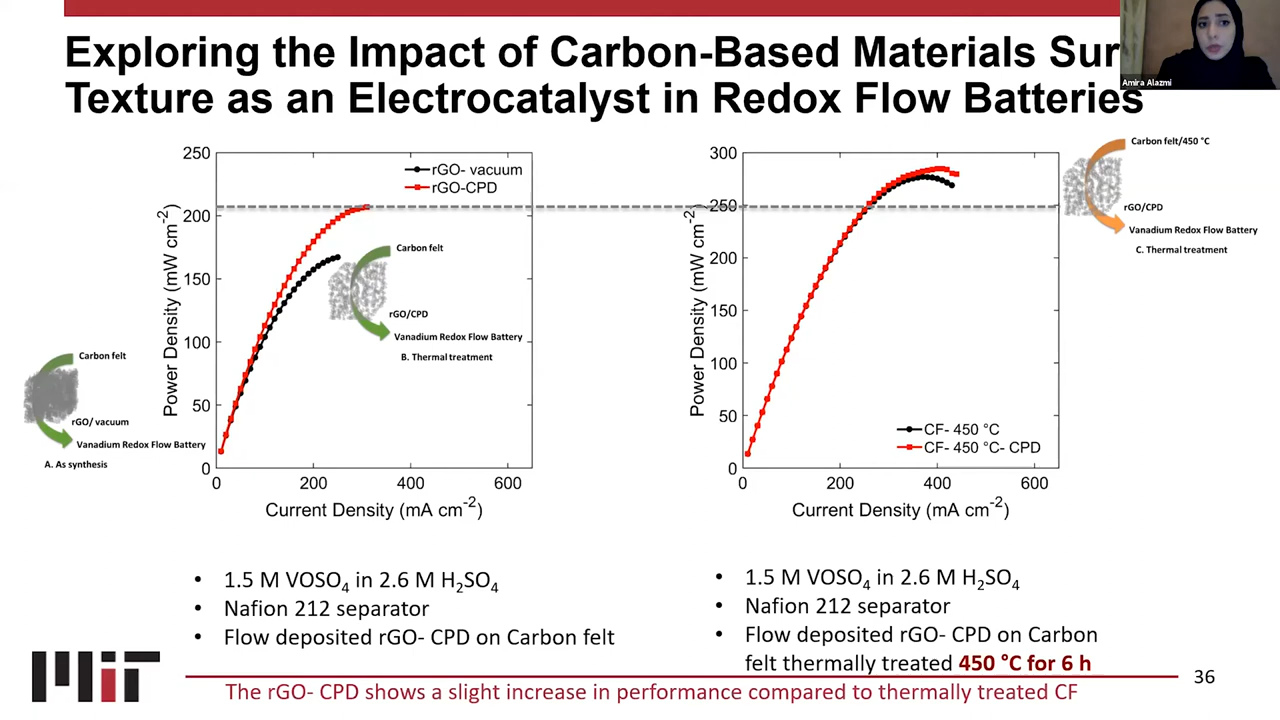 Exploring the Impact of Carbon-Based Materials Sur
Texture as an Electrocatalyst in Redox Flow Batteries
Amira Alazmi
250
200
150
100
50
0
0
200
400
600
Power Density (mW cm-2)
Current Density (mA cm-2)
rGO- vacuum
rGO-CPD
Carbon felt
rGO/CPD
Vanadium Redox Flow Battery
B. Thermal treatment
Carbon felt
rGO/ vacuum
Vanadium Redox Flow Battery
A. As synthesis
300
250
200
150
100
50
0
0
200
400
600
Power Density (mW cm-2)
Current Density (mA cm-2)
CF- 450 °C
CF- 450 °C- CPD
Carbon felt/450 °C
rGO/CPD
Vanadium Redox Flow Battery
C. Thermal treatment
• 1.5 M VOSO4 in 2.6 M H2SO4
• Nafion 212 separator
• Flow deposited rGO- CPD on Carbon felt
• 1.5 M VOSO4 in 2.6 M H2SO4
• Nafion 212 separator
• Flow deposited rGO- CPD on Carbon
felt thermally treated 450 °C for 6 h
MIT
36
The rGO- CPD shows a slight increase in performance compared to thermally treated CF